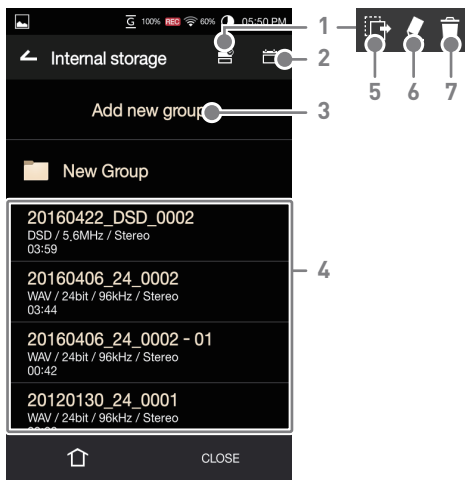 G 100% REC 60% 05:50 PM
Internal storage
Add new group
New Group
20160422_DSD_0002
DSD / 5,6MHz / Stereo
03:59
20160406_24_0002
WAV / 24bit / 96kHz / Stereo
03:44
20160406_24_0002 - 01
WAV / 24bit / 96kHz / Stereo
00:42
20120130_24_0001
WAV / 24bit / 96kHz / Stereo
CLOSE
1
2
3
4
5 6 7